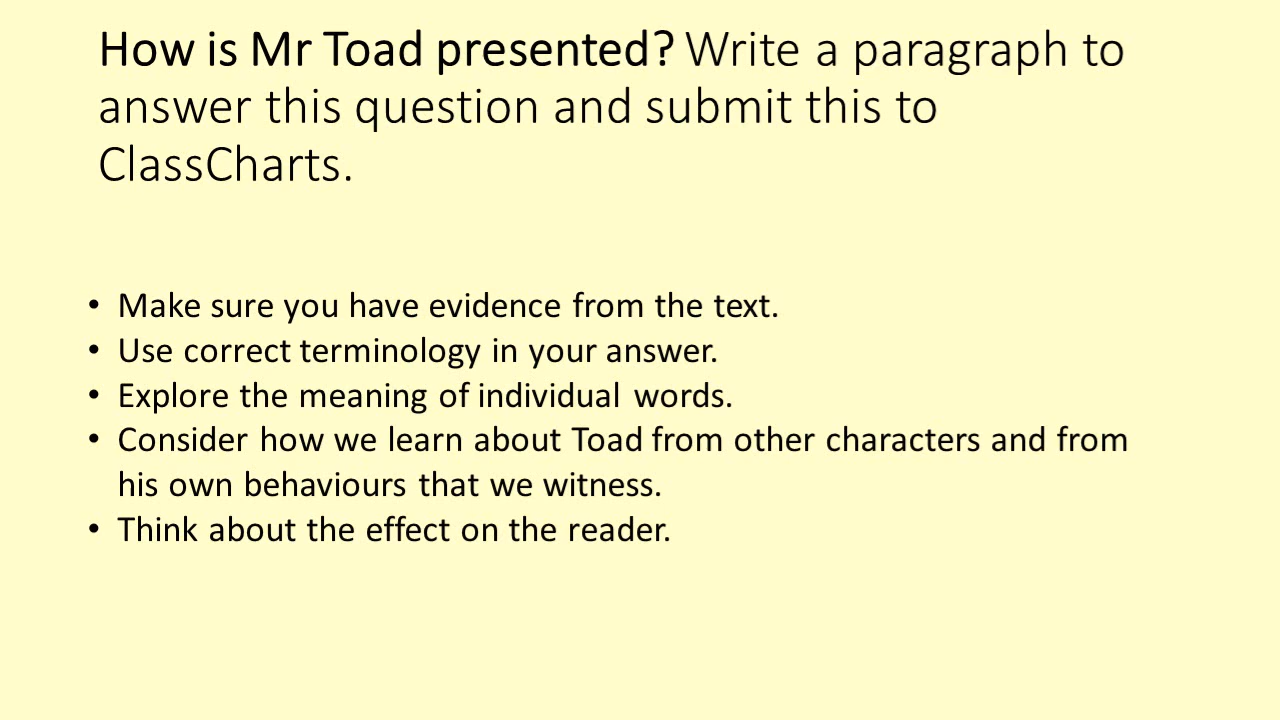 How is Mr Toad presented? Write a paragraph to
answer this question and submit this to
ClassCharts.
• Make sure you have evidence from the text.
• Use correct terminology in your answer.
• Explore the meaning of individual words.
• Consider how we learn about Toad from other characters and from
his own behaviours that we witness.
• Think about the effect on the reader.